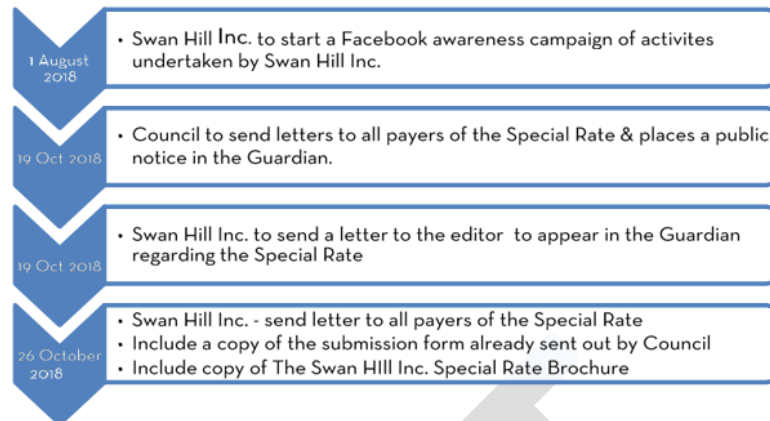 1 August
2018
• Swan Hill Inc. to start a Facebook awareness campaign of activites
undertaken by Swan Hill Inc.
19 Oct 2018
• Council to send letters to all payers of the Special Rate & places a public
notice in the Guardian.
19 Oct 2018
• Swan Hill Inc. to send a letter to the editor to appear in the Guardian
regarding the Special Rate
26 October
2018
• Swan Hill Inc. - send letter to all payers of the Special Rate
• Include a copy of the submission form already sent out by Council
• Include copy of The Swan HIll Inc. Special Rate Brochure